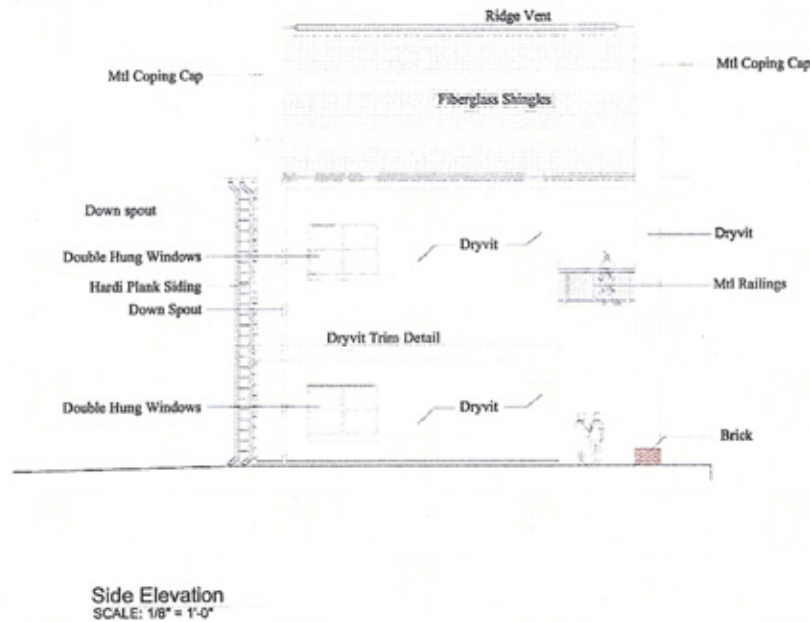 Ridge Vent
Mtl Coping Cap
Mtl Coping Cap
Fiberglass Shingles
Down spout
Dryvit
Dryvit
Double Hung Windows
Hardi Plank Siding
Mtl Railings
Down Spout
Dryvit Trim Detail
Double Hung Windows
Dryvit
Brick
Side Elevation
SCALE: 1/8" = 1'-0"